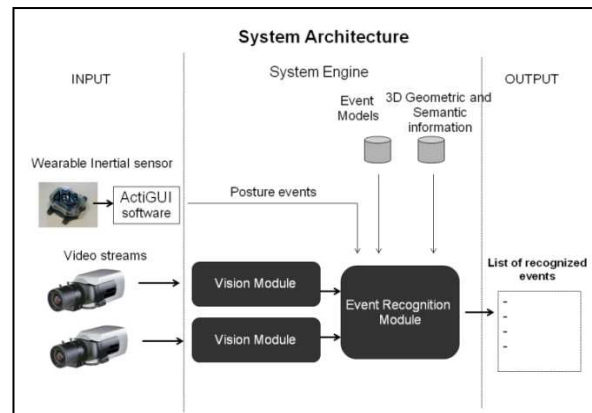 System Architecture
INPUT
System Engine
OUTPUT
Event
Models
3D Geometric and
Semantic
information
Wearable Inertial sensor
ActiGUI
software
Posture events
Video streams
Vision Module
Vision Module
Event Recognition
Module
List of recognized
events
-
-
-
-